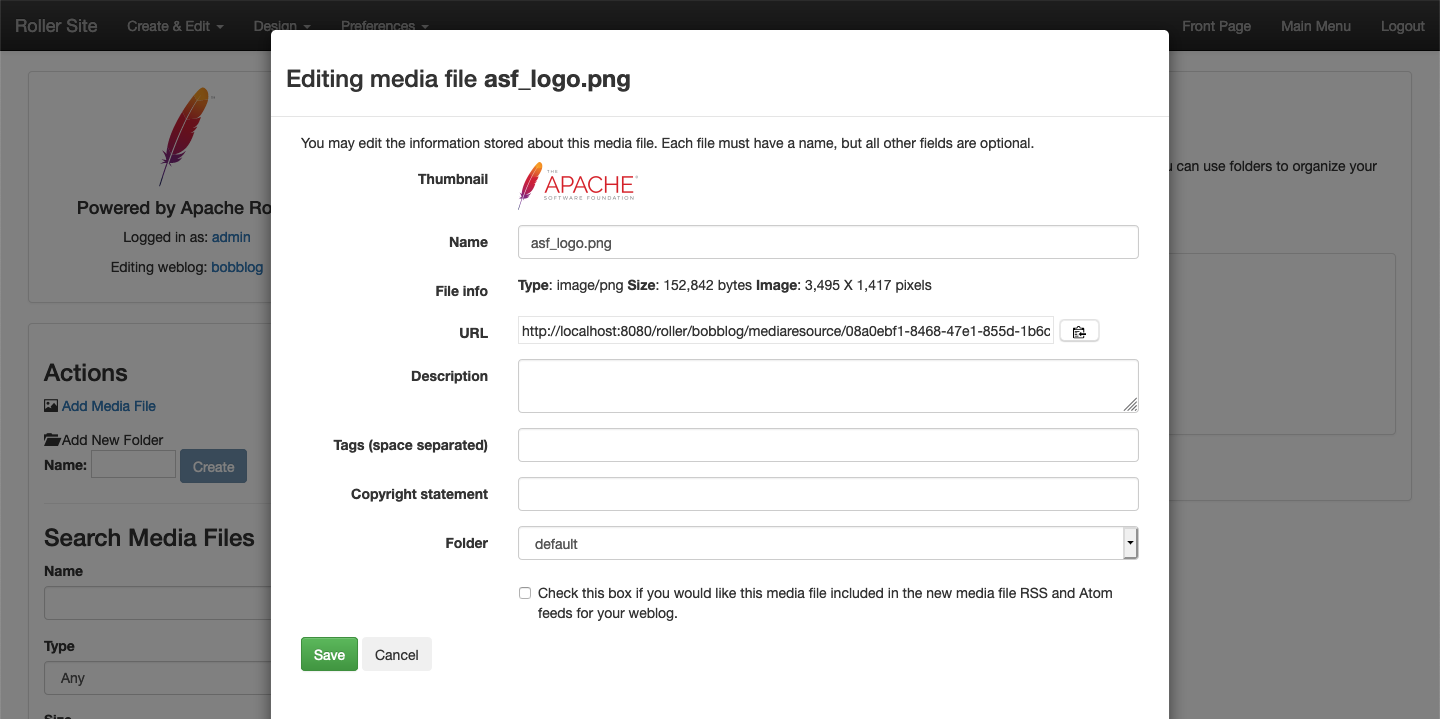 Roller Site Create & Edit Design Preferences Front Page Main Menu Logout
Editing media file asf_logo.png
You may edit the information stored about this media file. Each file must have a name, but all other fields are optional.
can use folders to organize your
Thumbnail
THE
APACHE
SOFTWARE FOUNDATION
Powered by Apache
Logged in as: admin
Editing weblog: bobblog
Name asf_logo.png
File info Type: image/png Size: 152,842 bytes Image: 3,495 X 1,417 pixels
URL http://localhost:8080/roller/bobblog/mediaresource/08a0ebf1-8468-47e1-855d-1b6c
Description
Tags (space separated)
Copyright statement
Folder default
Check this box if you would like this media file included in the new media file RSS and Atom
feeds for your weblog.
Save Cancel
Actions
Add Media File
Add New Folder
Name: Create
Search Media Files
Name
Type
Any